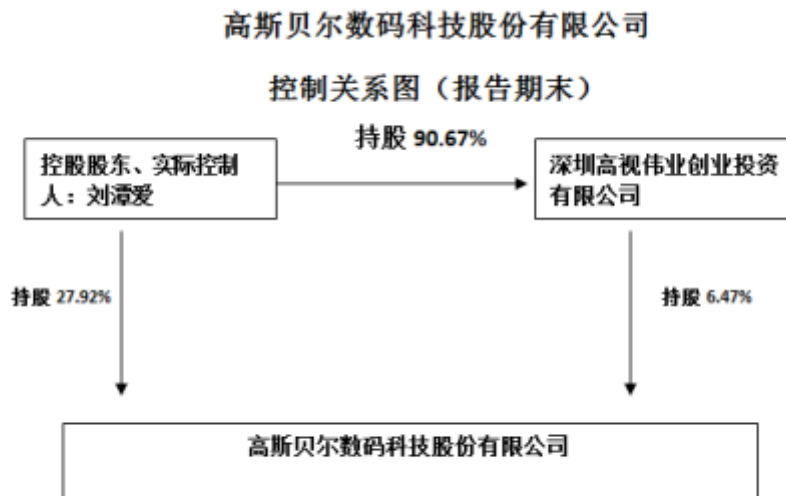 高斯贝尔数码科技股份有限公司
控制关系图（报告期末）
持股 90.67%
控股股东、实际控制
人：刘潭爱
深圳高视伟业创业投资
有限公司
持股 27.92%
持股 6.47%
高斯贝尔数码科技股份有限公司